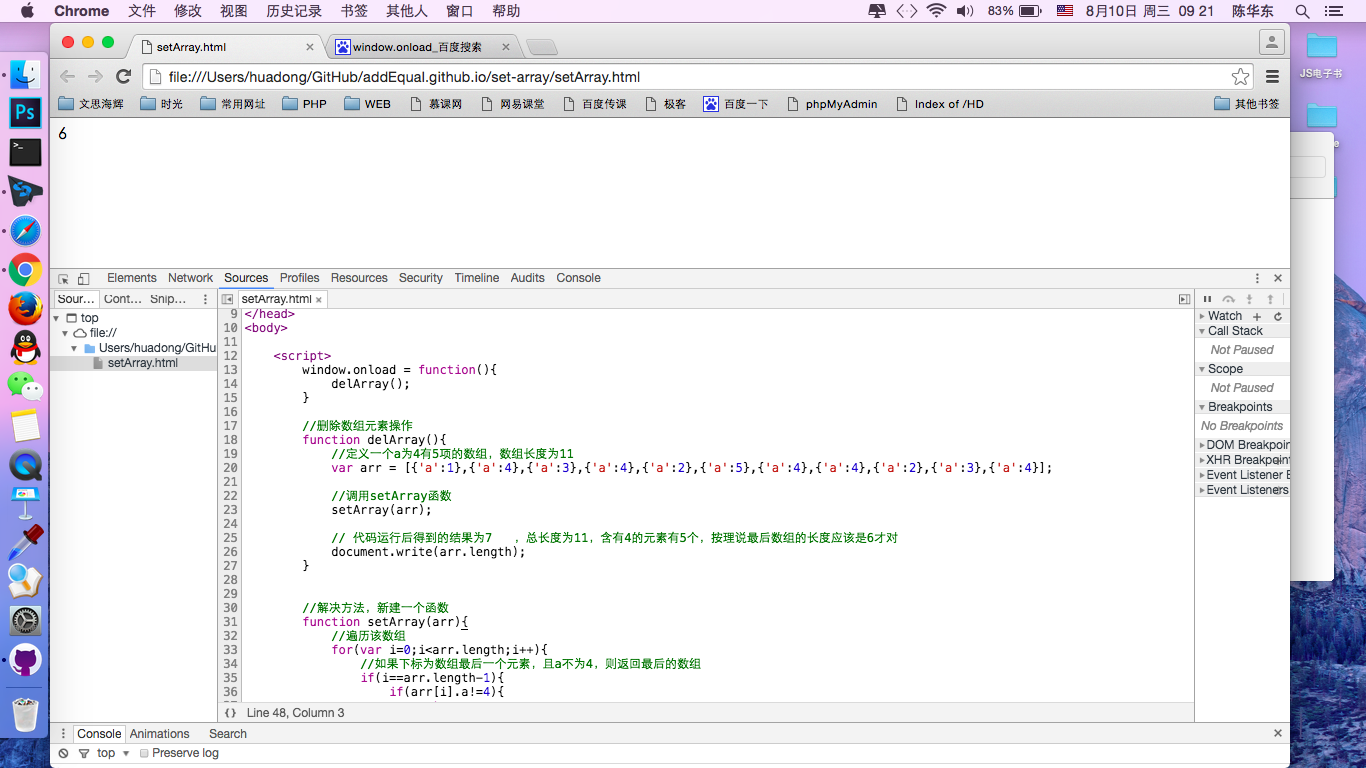 Chrome 文件 修改 视图 历史记录 书签 其他人 窗口 帮助 83% 8月10日 周三 09 21 陈华东
setArray.html × window.onload_百度搜索 ×
file:///Users/huadong/GitHub/addEqual.github.io/set-array/setArray.html
文思海辉 时光 常用网址 PHP WEB 慕课网 网易课堂 百度传课 极客 百度一下 phpMyAdmin Index of /HD 其他书签
JS电子书
6
Elements Network Sources Profiles Resources Security Timeline Audits Console
Sour... Cont... Snip...
top
file://
Users/huadong/GitHu
setArray.html
setArray.html ×
9 </head>
10 <body>
11
12 <script>
13 window.onload = function(){
14 delArray();
15 }
16
17 //删除数组元素操作
18 function delArray(){
19 //定义一个a为4有5项的数组，数组长度为11
20 var arr = [{'a':1},{'a':4},{'a':3},{'a':4},{'a':2},{'a':5},{'a':4},{'a':4},{'a':2},{'a':3},{'a':4}];
21
22 //调用setArray函数
23 setArray(arr);
24
25 // 代码运行后得到的结果为7 ，总长度为11，含有4的元素有5个，按理说最后数组的长度应该是6才对
26 document.write(arr.length);
27 }
28
29
30 //解决方法，新建一个函数
31 function setArray(arr){
32 //遍历该数组
33 for(var i=0;i<arr.length;i++){
34 //如果下标为数组最后一个元素，且a不为4，则返回最后的数组
35 if(i==arr.length-1){
36 if(arr[i].a!=4){
{} Line 48, Column 3
Watch
Call Stack
Not Paused
Scope
Not Paused
Breakpoints
No Breakpoints
DOM Breakpoin
XHR Breakpoin
Event Listener B
Event Listeners
Console Animations Search
top Preserve log